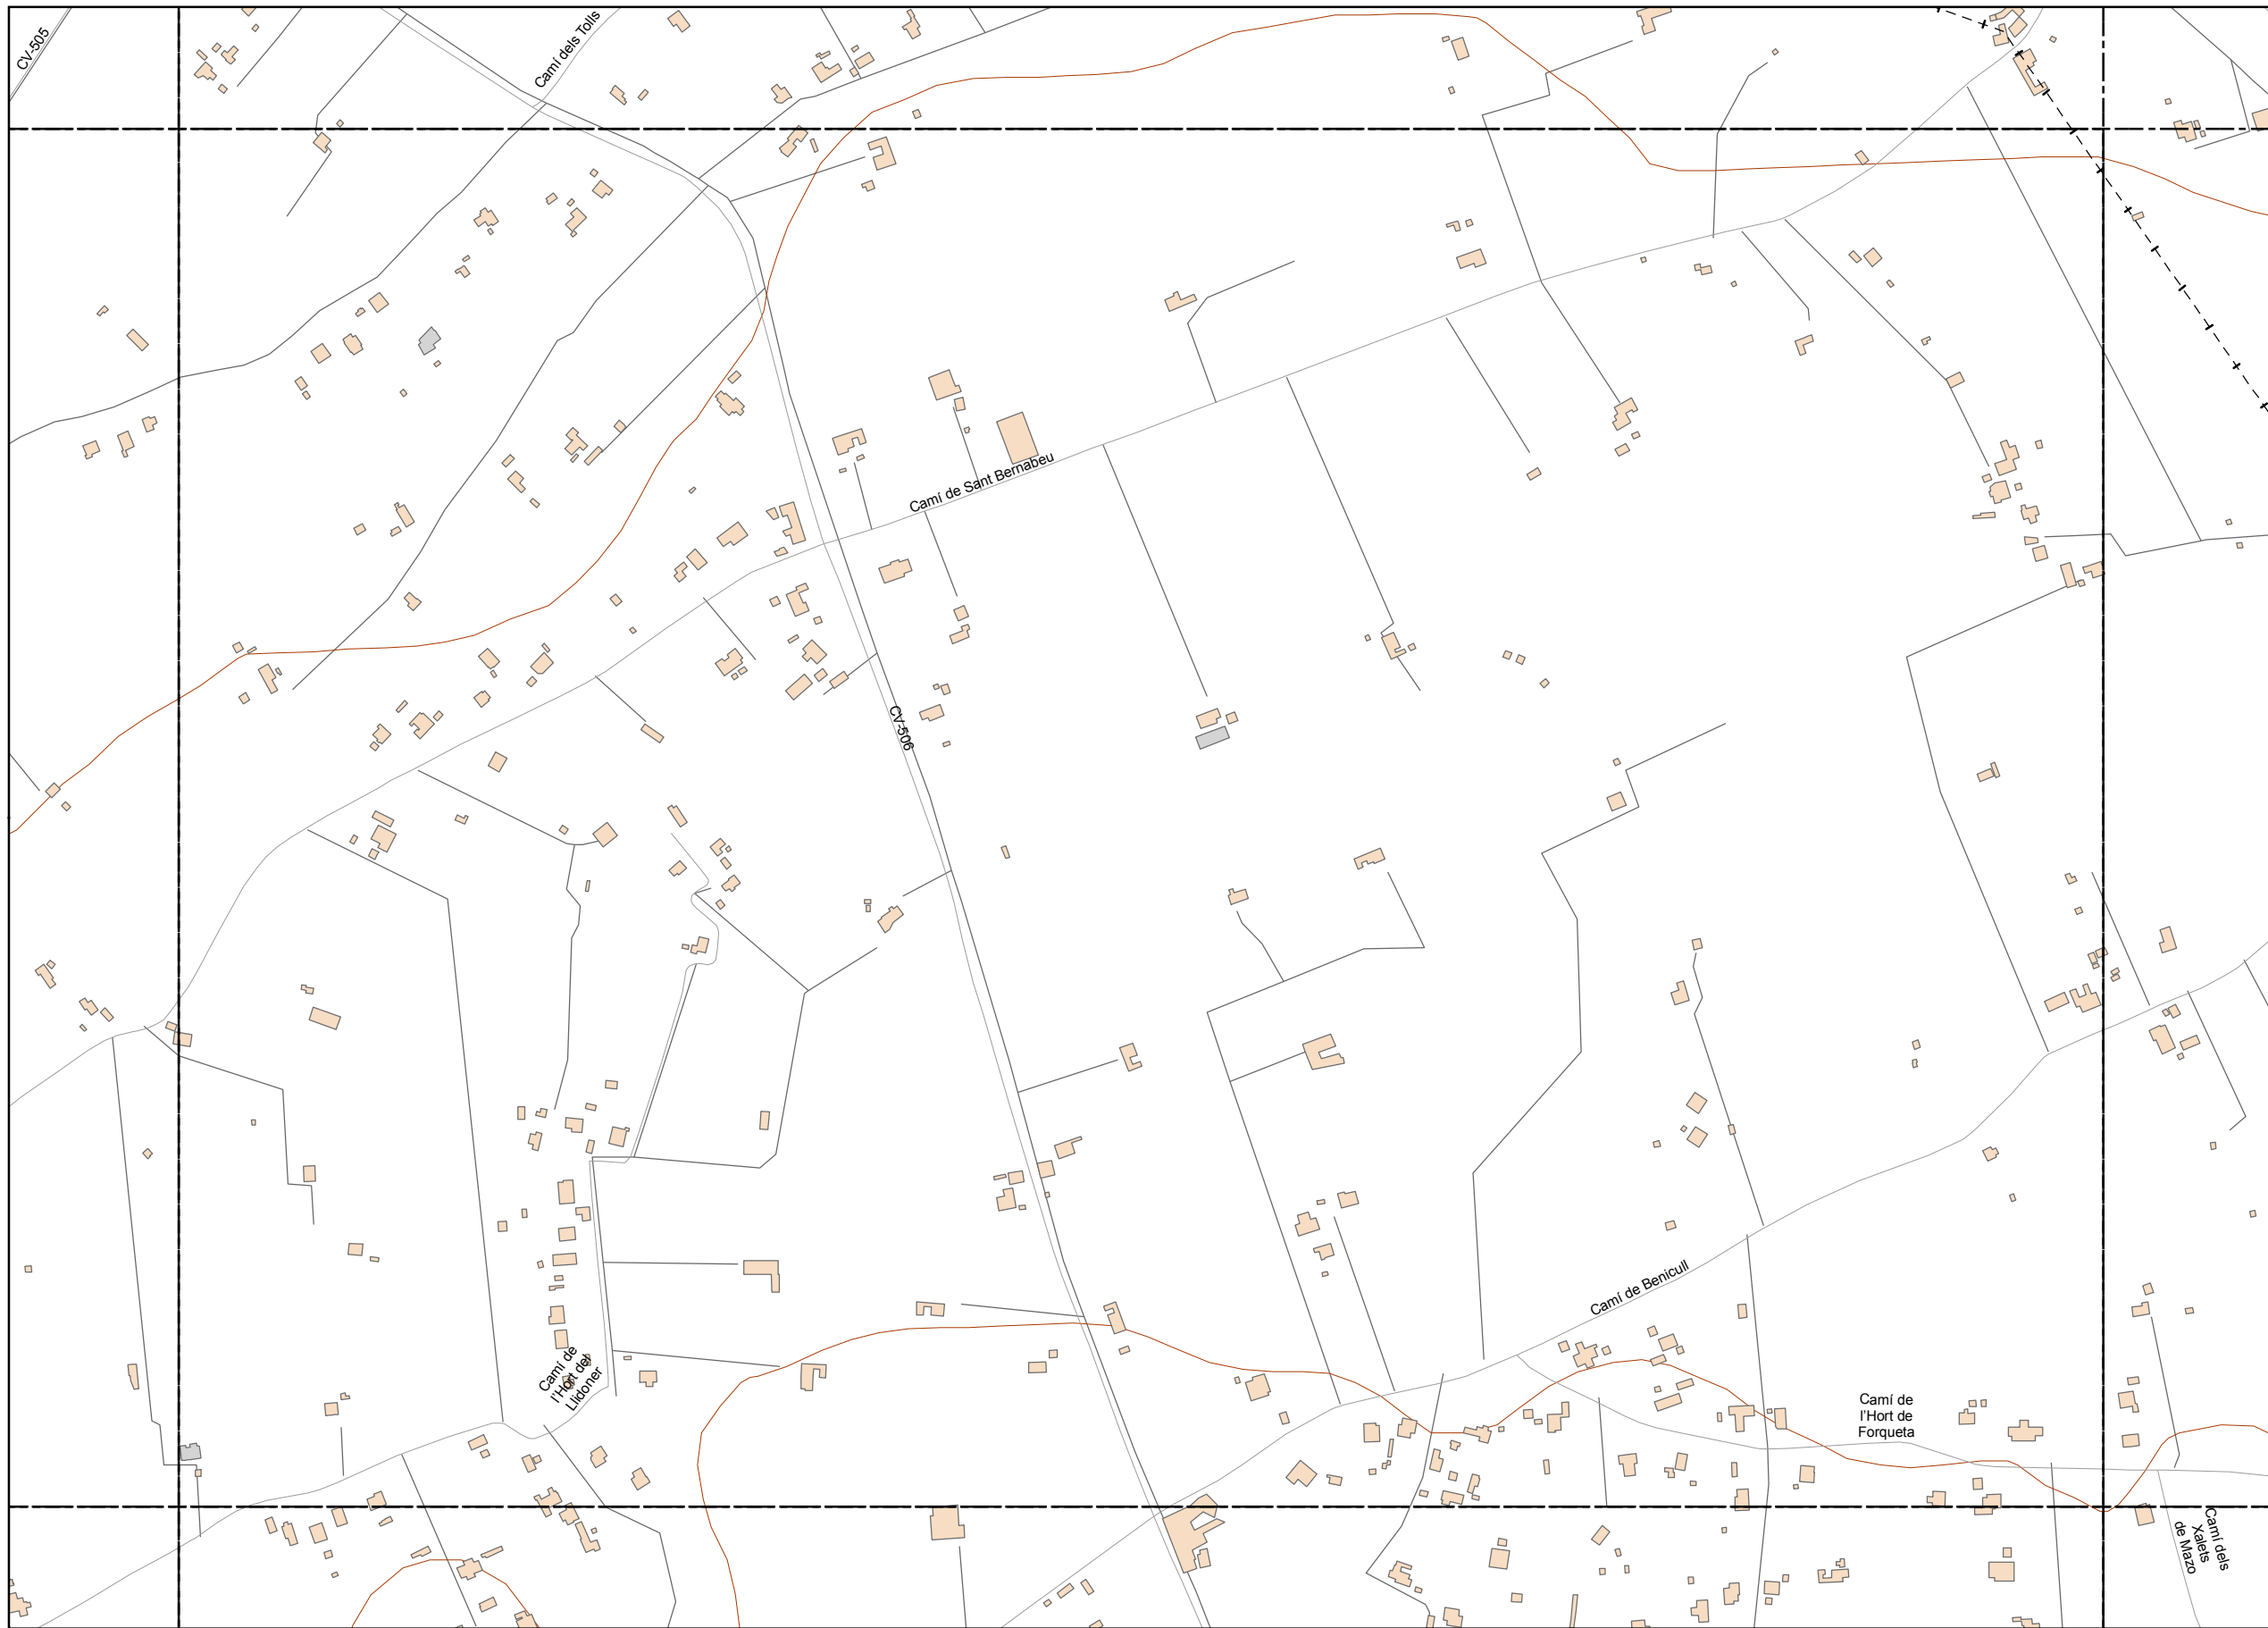 CV-505
Camí dels Tolls
Camí de Sant Bernabeu
CV-506
Camí de Benicull
Camí de
l'Hort del
Llidoner
Camí de
l'Hort de
Forqueta
Camí dels
Xalets
de Mazo